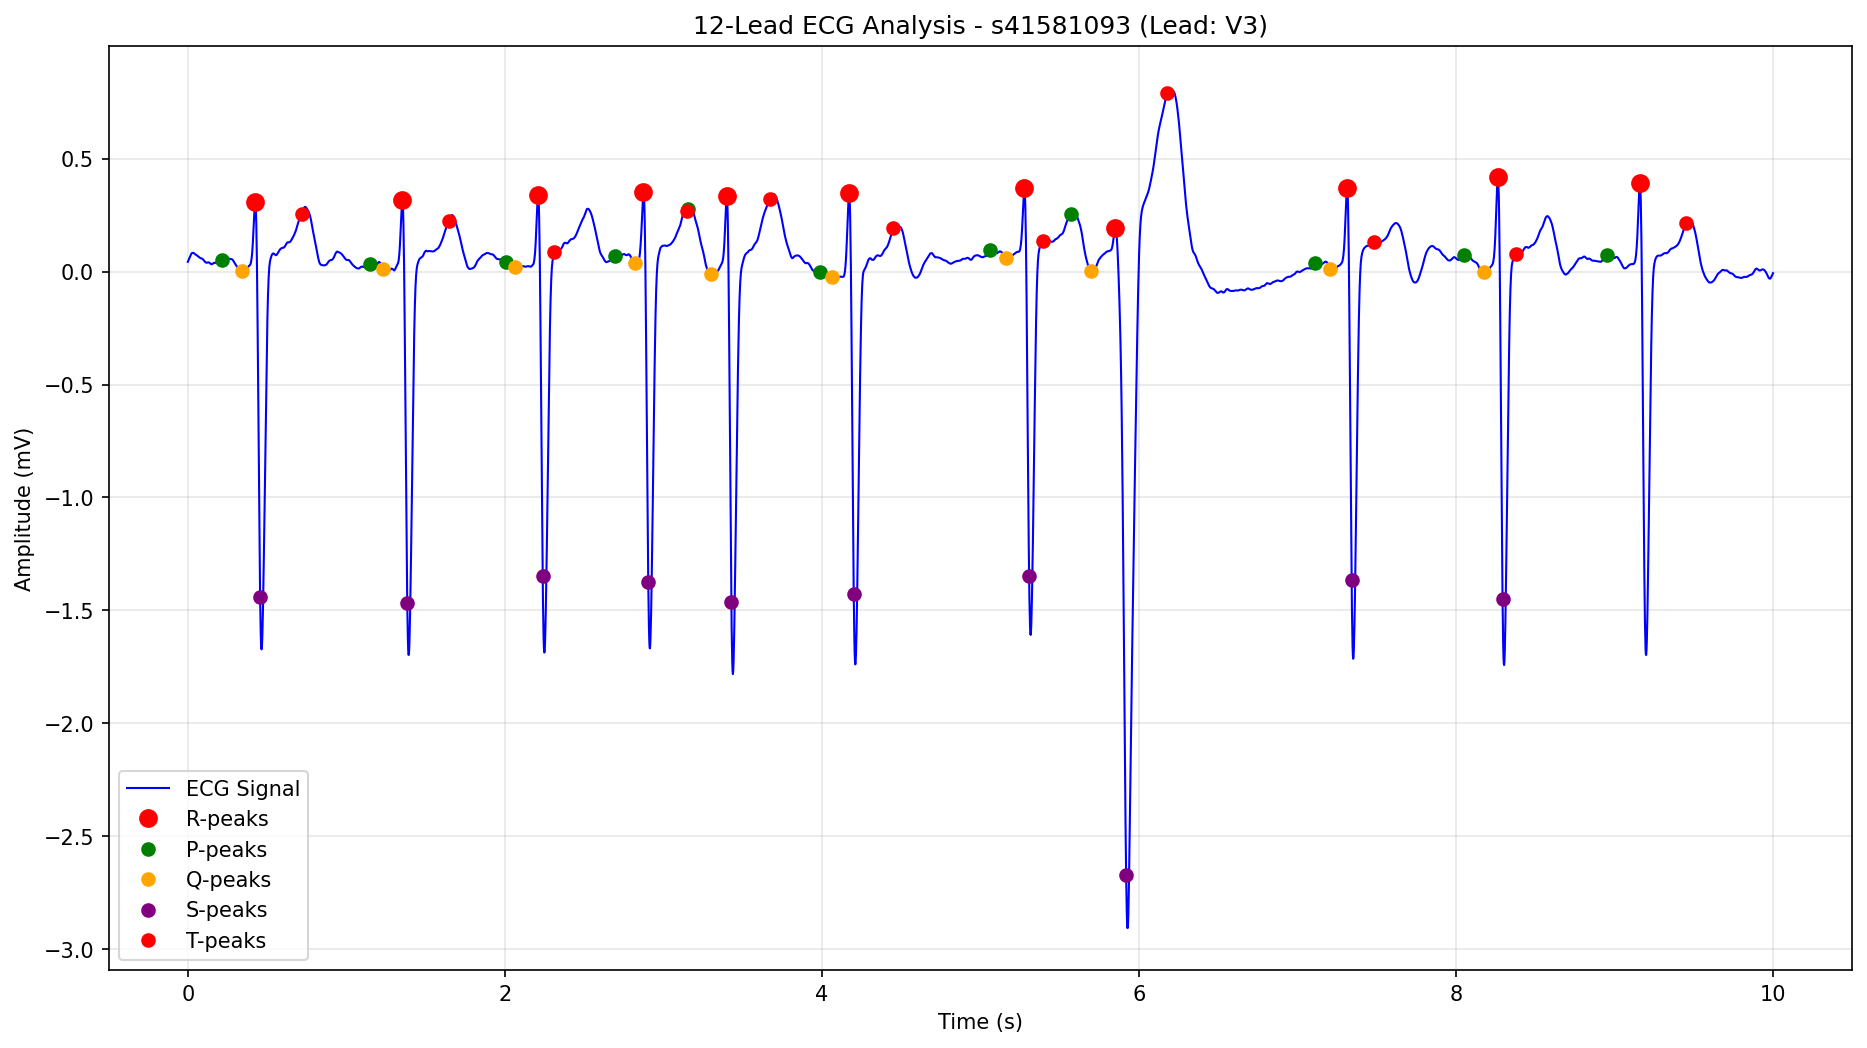 12-Lead ECG Analysis - s41581093 (Lead: V3)
Amplitude (mV)
0.5
0.0
−0.5
−1.0
−1.5
−2.0
−2.5
−3.0
ECG Signal
R-peaks
P-peaks
Q-peaks
S-peaks
T-peaks
0 2 4 6 8 10
Time (s)